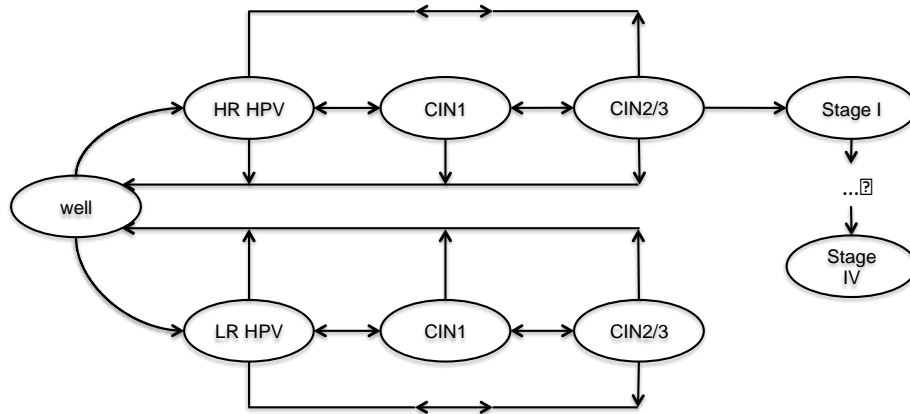 HR HPV
CIN1
CIN2/3
Stage I
...⍰
well
Stage
IV
LR HPV
CIN1
CIN2/3